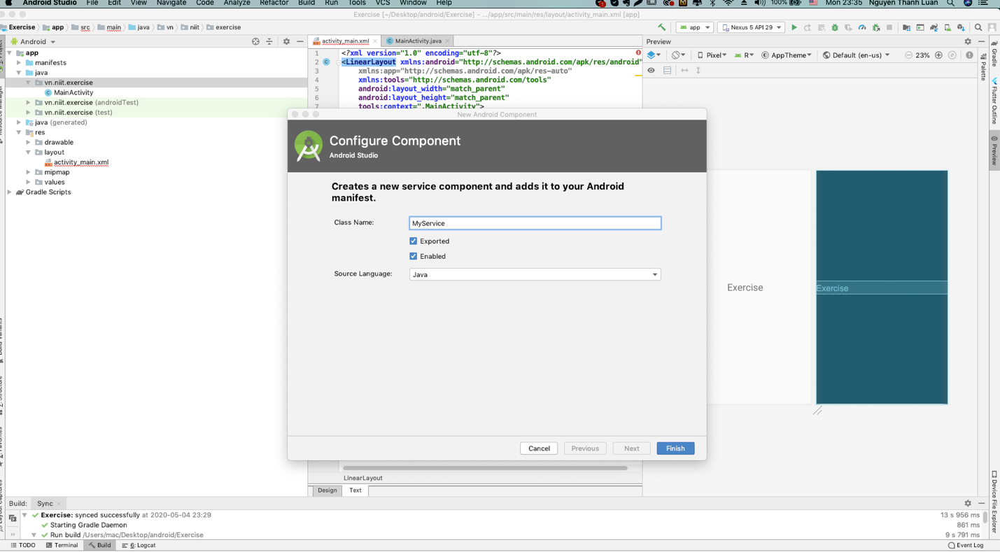 Android Studio File Edit View Navigate Code Analyze Refactor Build Run Tools VCS Window Help 100% Mon 23:35 Nguyen Thanh Luan
Exercise [~/Desktop/android/Exercise] - .../app/src/main/res/layout/activity_main.xml [app]
Exercise app src main java vn niit exercise app Nexus 5 API 29
Android activity_main.xml MainActivity.java Preview
app
manifests
java
vn.niit.exercise
MainActivity
vn.niit.exercise (androidTest)
vn.niit.exercise (test)
java (generated)
res
drawable
layout
activity_main.xml
mipmap
values
Gradle Scripts
1 <?xml version="1.0" encoding="utf-8"?>
2 <LinearLayout xmlns:android="http://schemas.android.com/apk/res/android"
3 xmlns:app="http://schemas.android.com/apk/res-auto"
4 xmlns:tools="http://schemas.android.com/tools"
5 android:layout_width="match_parent"
6 android:layout_height="match_parent"
7 tools:context=".MainActivity">
Pixel R AppTheme Default (en-us) 23%
New Android Component
Configure Component
Android Studio
Creates a new service component and adds it to your Android
manifest.
Class Name: MyService
Exported
Enabled
Source Language: Java
Cancel Previous Next Finish
Exercise
Exercise
Gradle
Palette
Flutter Outline
Preview
Device File Explorer
LinearLayout
Design Text
Build: Sync
Exercise: synced successfully at 2020-05-04 23:29 13 s 956 ms
Starting Gradle Daemon 861 ms
Run build /Users/mac/Desktop/android/Exercise 9 s 791 ms
TODO Terminal Build 6: Logcat Event Log